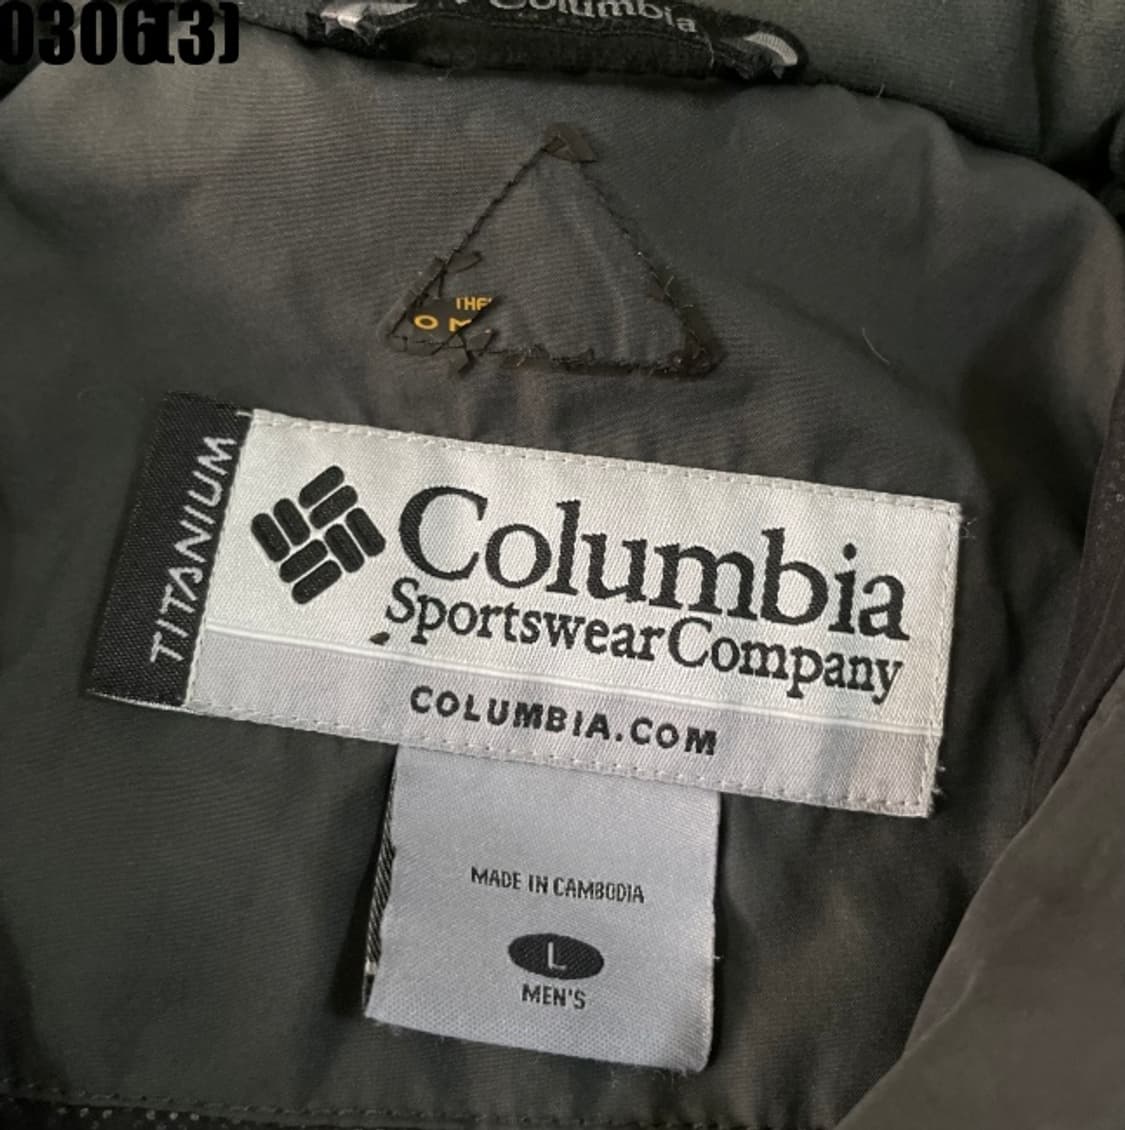 0306(3)
Columbia
TITANIUM
Columbia
Sportswear Company
COLUMBIA.COM
MADE IN CAMBODIA
L
MEN'S